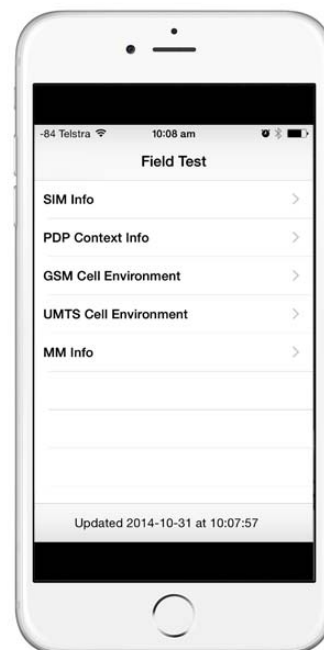 -84 Telstra 10:08 am
Field Test
SIM Info
PDP Context Info
GSM Cell Environment
UMTS Cell Environment
MM Info
Updated 2014-10-31 at 10:07:57